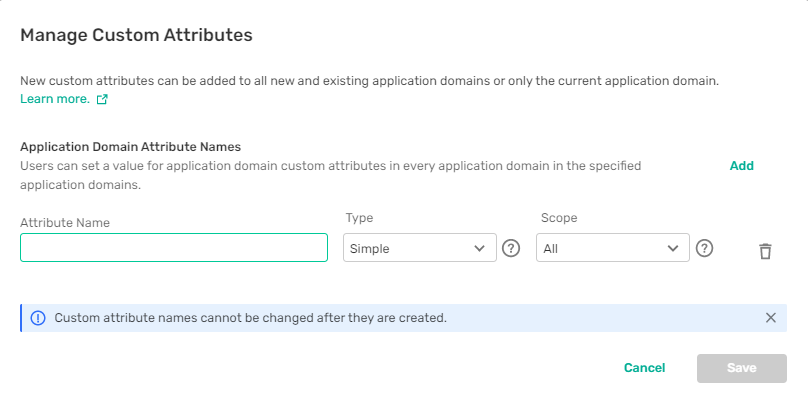 Manage Custom Attributes
New custom attributes can be added to all new and existing application domains or only the current application domain.
Learn more.
Application Domain Attribute Names
Users can set a value for application domain custom attributes in every application domain in the specified
application domains.
Add
Attribute Name
Type
Scope
Simple
?
All
?
Custom attribute names cannot be changed after they are created.
Cancel
Save